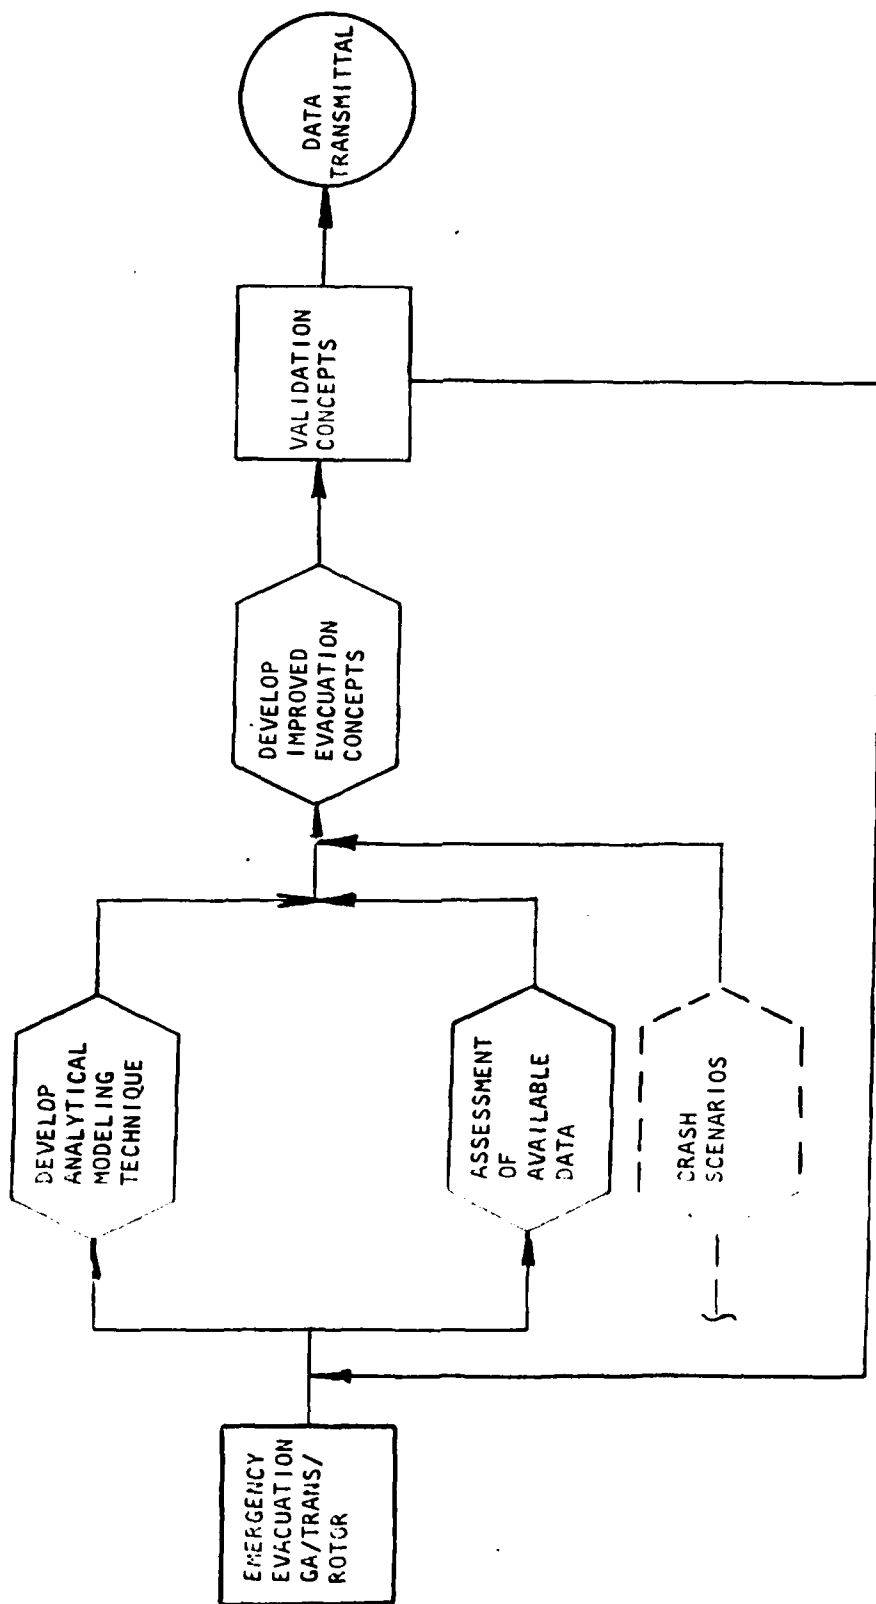 EMERGENCY
EVACUATION
GA/TRANS/
ROTOR
DEVELOP
ANALYTICAL
MODELING
TECHNIQUE
ASSESSMENT
OF
AVAILABLE
DATA
CRASH
SCENARIOS
DEVELOP
IMPROVED
EVACUATION
CONCEPTS
VALIDATION
CONCEPTS
DATA
TRANSMITTAL